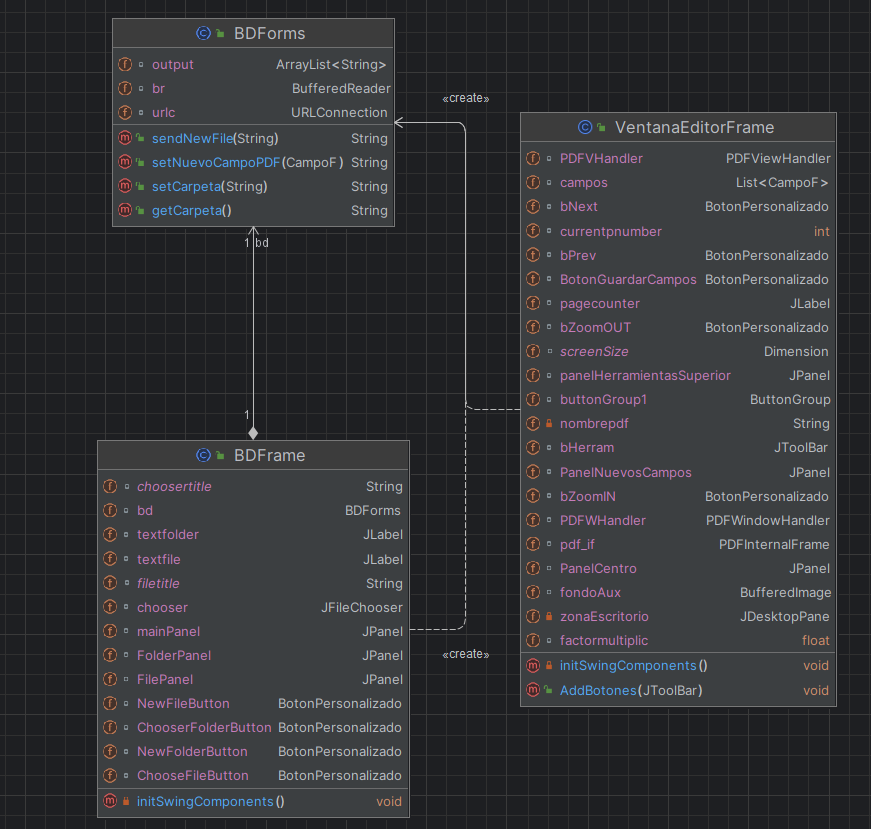 BDForms
output ArrayList<String>
br BufferedReader
urlc URLConnection
sendNewFile(String) String
setNuevoCampoPDF(CampoF) String
setCarpeta(String) String
getCarpeta() String
«create»
1 bd
1
BDFrame
choosertitle String
bd BDForms
textfolder JLabel
textfile JLabel
filetitle String
chooser JFileChooser
mainPanel JPanel
FolderPanel JPanel
FilePanel JPanel
NewFileButton BotonPersonalizado
ChooserFolderButton BotonPersonalizado
NewFolderButton BotonPersonalizado
ChooseFileButton BotonPersonalizado
initSwingComponents() void
«create»
VentanaEditorFrame
PDFVHandler PDFViewHandler
campos List<CampoF>
bNext BotonPersonalizado
currentpnumber int
bPrev BotonPersonalizado
BotonGuardarCampos BotonPersonalizado
pagecounter JLabel
bZoomOUT BotonPersonalizado
screenSize Dimension
panelHerramientasSuperior JPanel
buttonGroup1 ButtonGroup
nombrepdf String
bHerram JToolBar
PanelNuevosCampos JPanel
bZoomIN BotonPersonalizado
PDFWHandler PDFWindowHandler
pdf_if PDFInternalFrame
PanelCentro JPanel
fondoAux BufferedImage
zonaEscritorio JDesktopPane
factormultiplic float
initSwingComponents() void
AddBotones(JToolBar) void